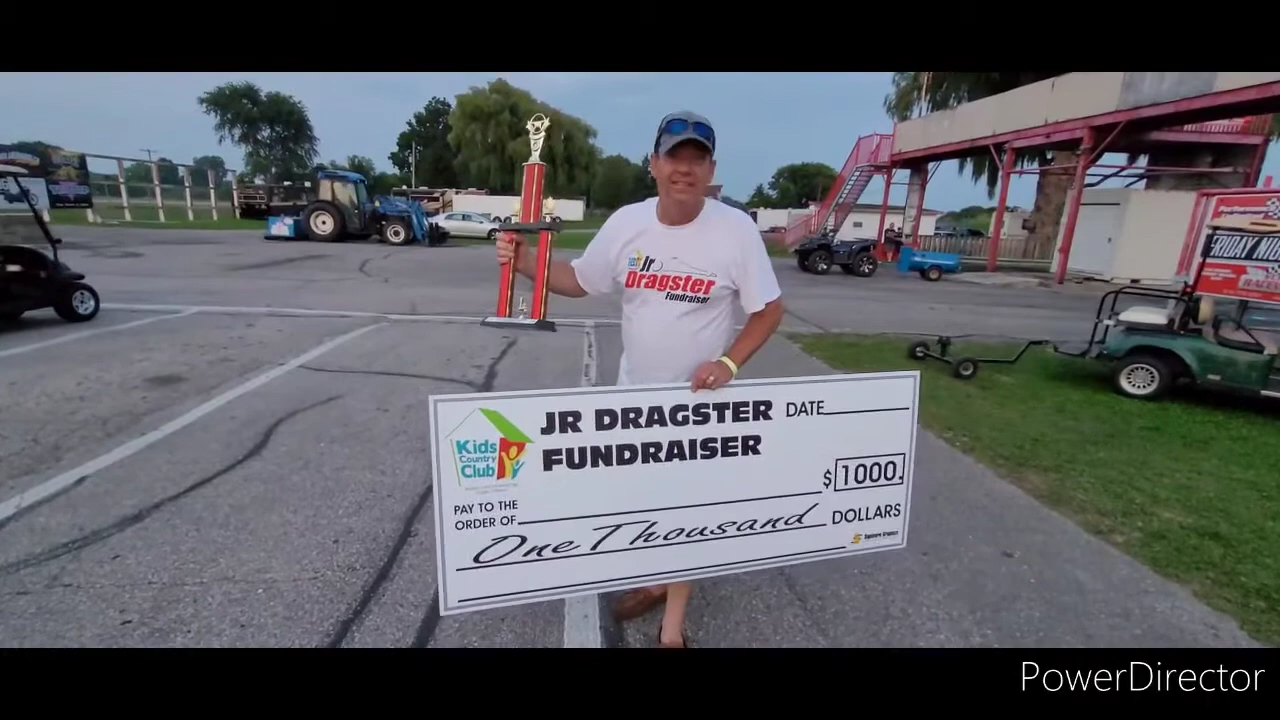 Jr
Dragster
Fundraiser
JR DRAGSTER
FUNDRAISER
DATE
Kids
Country
Club
$ 1000.
PAY TO THE
ORDER OF
One Thousand DOLLARS
FRIDAY NIG
PowerDirector